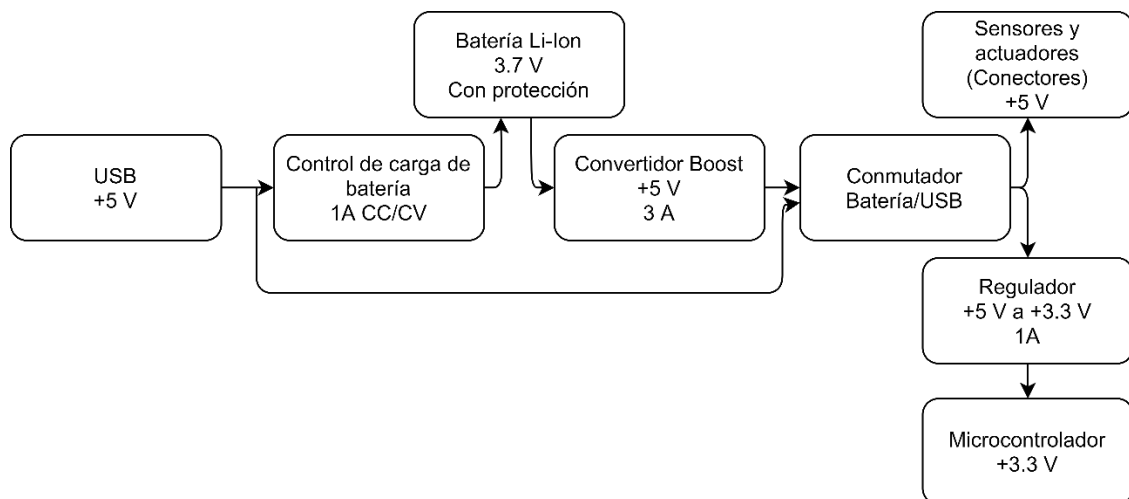 USB
+5 V
Control de carga de
batería
1A CC/CV
Batería Li-Ion
3.7 V
Con protección
Convertidor Boost
+5 V
3 A
Conmutador
Batería/USB
Sensores y
actuadores
(Conectores)
+5 V
Regulador
+5 V a +3.3 V
1A
Microcontrolador
+3.3 V